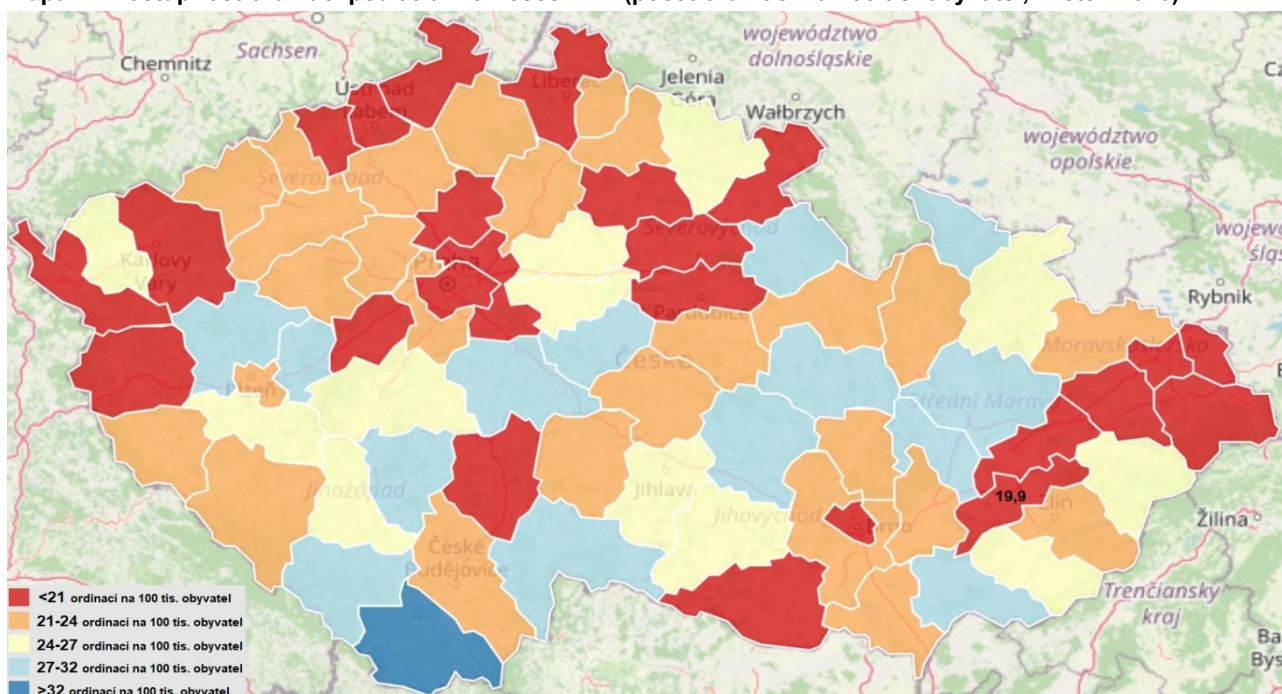 Sachsen
województwo
dolnośląskie
Chemnitz
Jelenia
Góra
Ústí nad
Labem
Liberec
Wałbrzych
województwo
opolskie
Severozápad
Karlovy
Vary
Praha
Severovýchod
Pardubice
Rybnik
Moravskoslezsko
Plzeň
Česko
Střední Morava
Jihozápad
Jihlava
Jihovýchod
Brno
19,9
Zlín
Žilina
České
Budějovice
Trenčiansky
kraj
<21 ordinací na 100 tis. obyvatel
21-24 ordinací na 100 tis. obyvatel
24-27 ordinací na 100 tis. obyvatel
27-32 ordinací na 100 tis. obyvatel
>32 ordinací na 100 tis. obyvatel